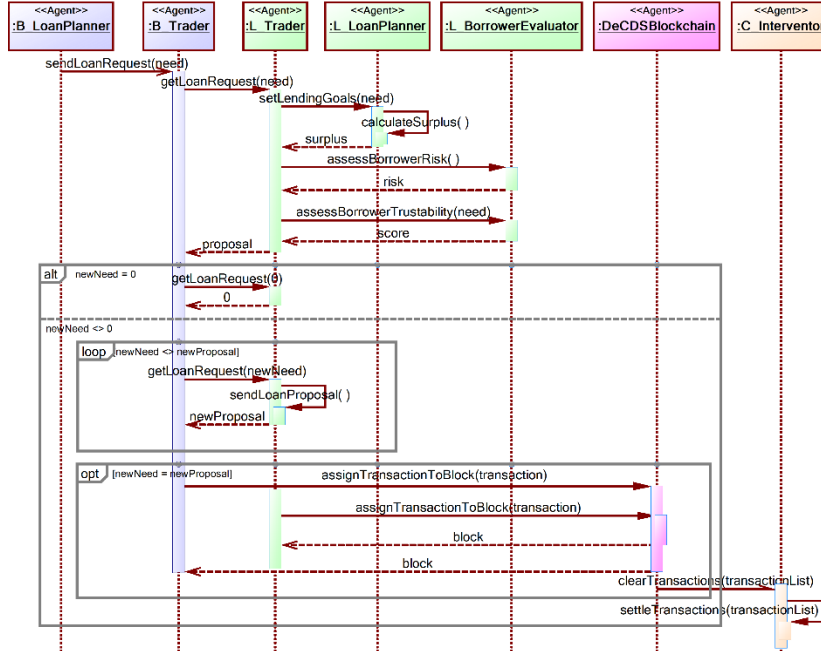 <<Agent>> <<Agent>> <<Agent>> <<Agent>> <<Agent>> <<Agent>> <<Agent>>
:B_LoanPlanner :B_Trader :L_Trader :L_LoanPlanner :L_BorrowerEvaluator :DeCDSBlockchain :C_Interventor
sendLoanRequest(need)
getLoanRequest(need)
setLendingGoals(need)
calculateSurplus( )
surplus
assessBorrowerRisk( )
risk
assessBorrowerTrustability(need)
score
proposal
alt newNeed = 0
getLoanRequest(0)
0
newNeed <> 0
loop [newNeed <> newProposal]
getLoanRequest(newNeed)
sendLoanProposal( )
newProposal
opt [newNeed = newProposal]
assignTransactionToBlock(transaction)
assignTransactionToBlock(transaction)
block
block
clearTransactions(transactionList)
settleTransactions(transactionList)